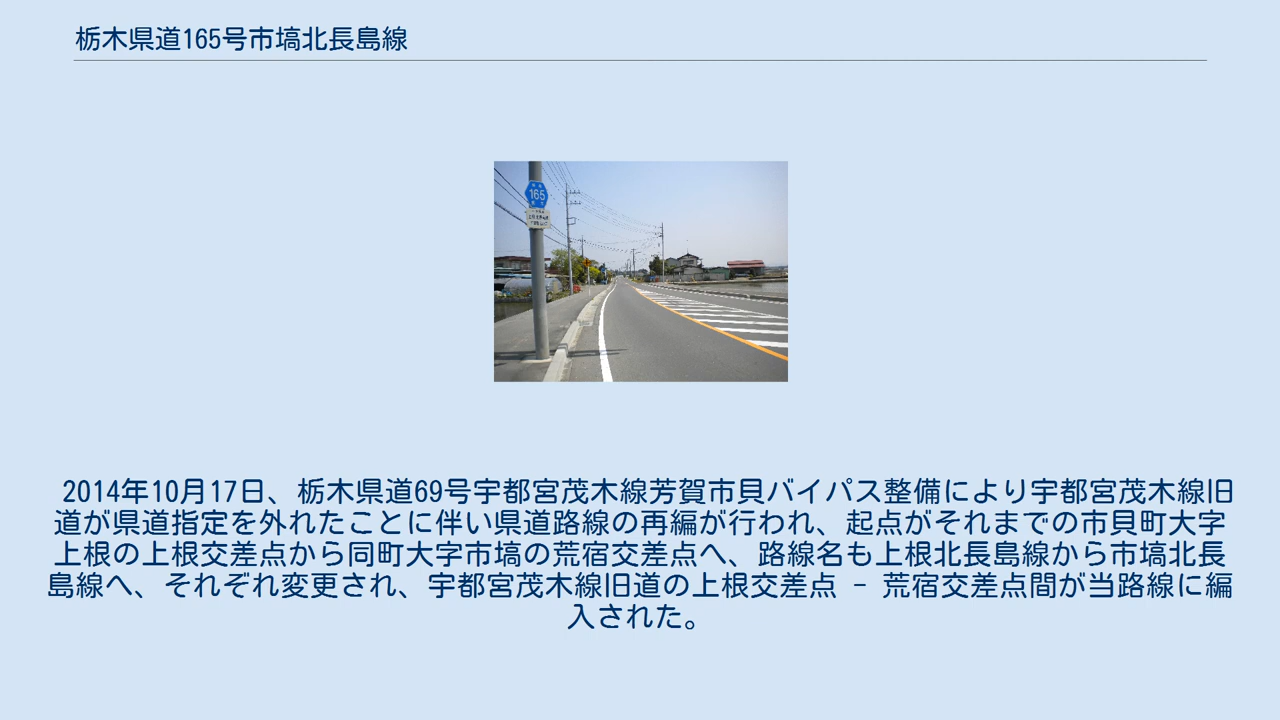 栃木県道165号市塙北長島線
165
2014年10月17日、栃木県道69号宇都宮茂木線芳賀市貝バイパス整備により宇都宮茂木線旧
道が県道指定を外れたことに伴い県道路線の再編が行われ、起点がそれまでの市貝町大字
上根の上根交差点から同町大字市塙の荒宿交差点へ、路線名も上根北長島線から市塙北長
島線へ、それぞれ変更され、宇都宮茂木線旧道の上根交差点 - 荒宿交差点間が当路線に編
入された。